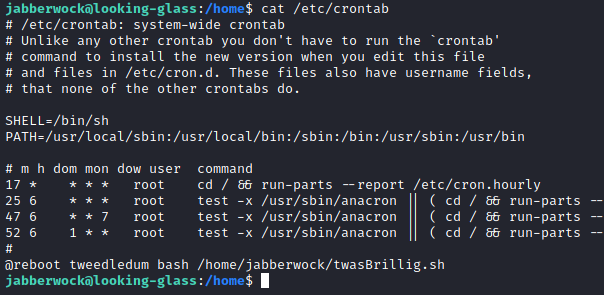 jabberwock@looking-glass:/home$ cat /etc/crontab
# /etc/crontab: system-wide crontab
# Unlike any other crontab you don't have to run the `crontab'
# command to install the new version when you edit this file
# and files in /etc/cron.d. These files also have username fields,
# that none of the other crontabs do.
SHELL=/bin/sh
PATH=/usr/local/sbin:/usr/local/bin:/sbin:/bin:/usr/sbin:/usr/bin
# m h dom mon dow user  command
17 *    * * *   root    cd / && run-parts --report /etc/cron.hourly
25 6    * * *   root    test -x /usr/sbin/anacron || ( cd / && run-parts --
47 6    * * 7   root    test -x /usr/sbin/anacron || ( cd / && run-parts --
52 6    1 * *   root    test -x /usr/sbin/anacron || ( cd / && run-parts --
#
@reboot tweedledum bash /home/jabberwock/twasBrillig.sh
jabberwock@looking-glass:/home$